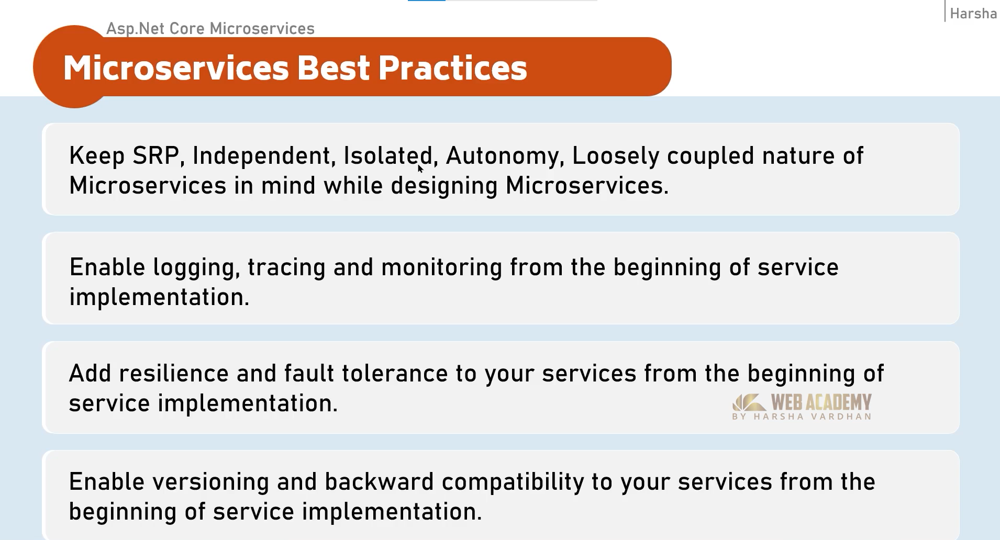 Harsha
Asp.Net Core Microservices
Microservices Best Practices
Keep SRP, Independent, Isolated, Autonomy, Loosely coupled nature of
Microservices in mind while designing Microservices.
Enable logging, tracing and monitoring from the beginning of service
implementation.
Add resilience and fault tolerance to your services from the beginning of
service implementation.
WEB ACADEMY
BY HARSHA VARDHAN
Enable versioning and backward compatibility to your services from the
beginning of service implementation.